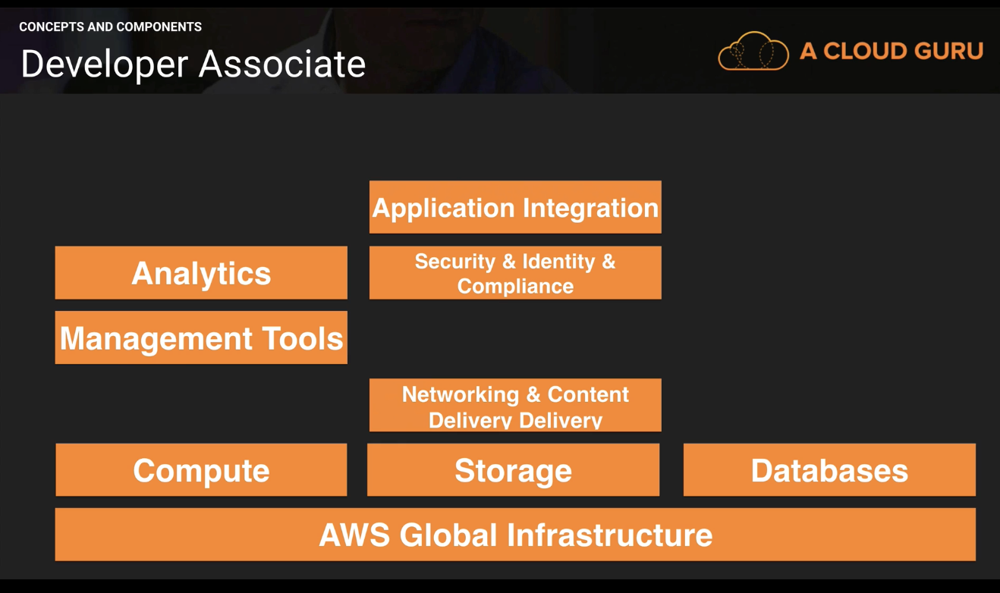 CONCEPTS AND COMPONENTS
Developer Associate
A CLOUD GURU
Application Integration
Analytics
Security & Identity &
Compliance
Management Tools
Networking & Content
Delivery Delivery
Compute
Storage
Databases
AWS Global Infrastructure